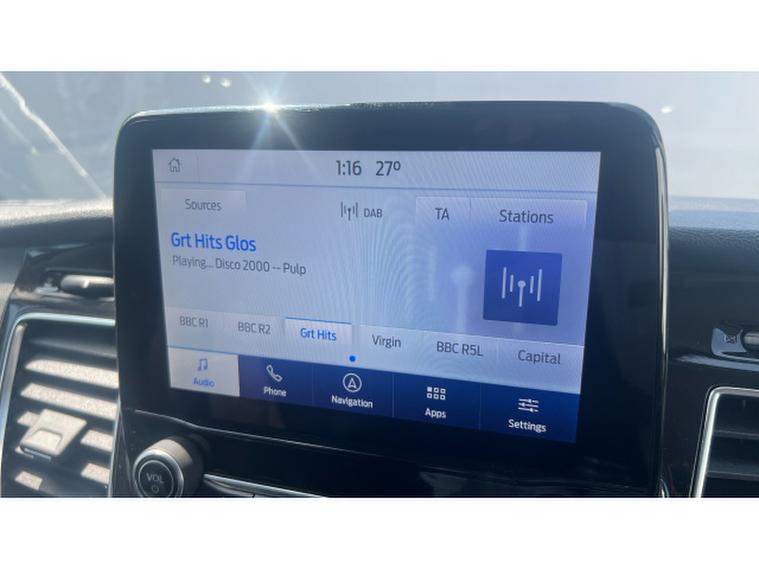 1:16 27º
Sources DAB TA Stations
Grt Hits Glos
Playing... Disco 2000 -- Pulp
BBC R1 BBC R2 Grt Hits Virgin BBC R5L Capital
Audio Phone Navigation Apps Settings
VOL